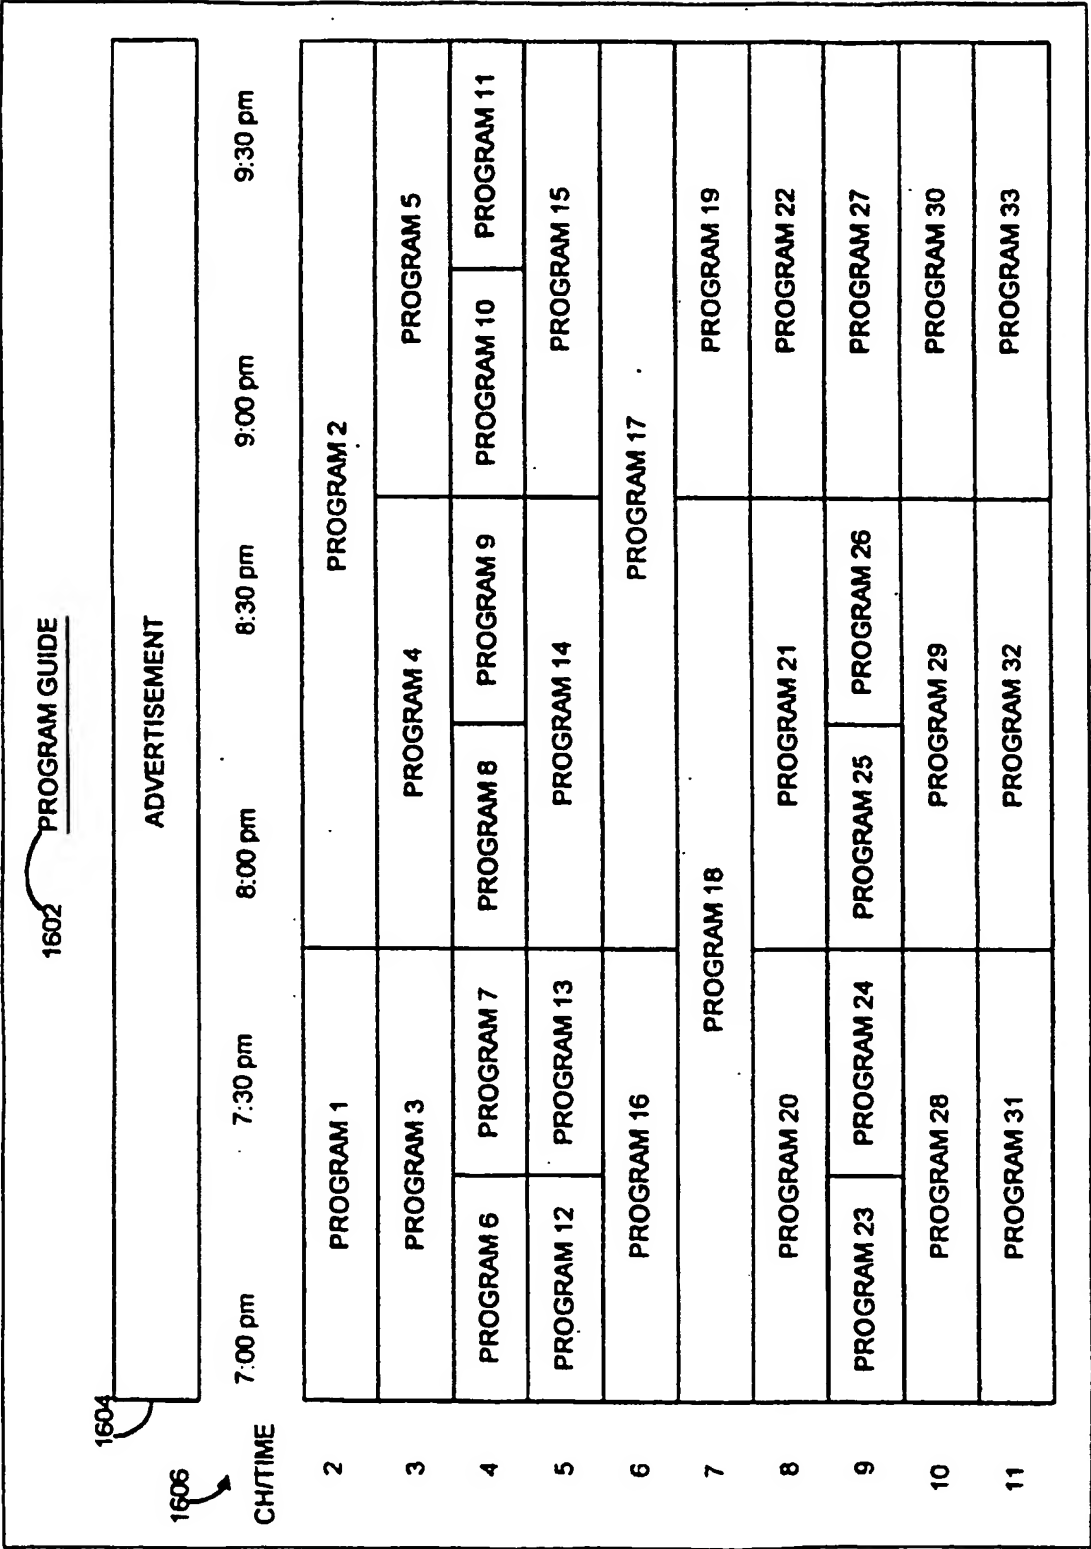 1602 PROGRAM GUIDE
1604
ADVERTISEMENT
1606
CH/TIME 7:00 pm 7:30 pm 8:00 pm 8:30 pm 9:00 pm 9:30 pm
2 PROGRAM 1 PROGRAM 2
3 PROGRAM 3 PROGRAM 4 PROGRAM 5
4 PROGRAM 6 PROGRAM 7 PROGRAM 8 PROGRAM 9 PROGRAM 10 PROGRAM 11
5 PROGRAM 12 PROGRAM 13 PROGRAM 14 PROGRAM 15
6 PROGRAM 16 PROGRAM 17
7 PROGRAM 18 PROGRAM 19
8 PROGRAM 20 PROGRAM 21 PROGRAM 22
9 PROGRAM 23 PROGRAM 24 PROGRAM 25 PROGRAM 26 PROGRAM 27
10 PROGRAM 28 PROGRAM 29 PROGRAM 30
11 PROGRAM 31 PROGRAM 32 PROGRAM 33